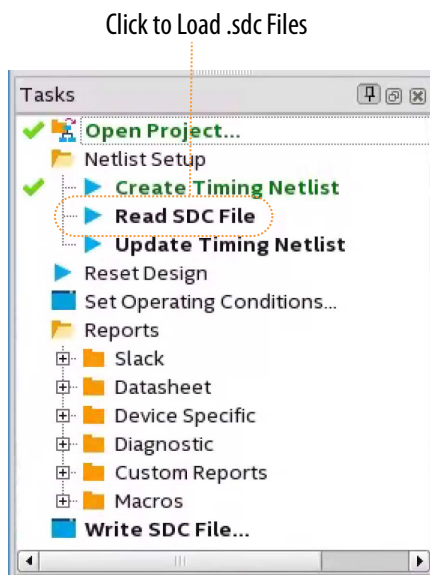 Click to Load .sdc Files
Tasks
Open Project...
Netlist Setup
Create Timing Netlist
Read SDC File
Update Timing Netlist
Reset Design
Set Operating Conditions...
Reports
Slack
Datasheet
Device Specific
Diagnostic
Custom Reports
Macros
Write SDC File...